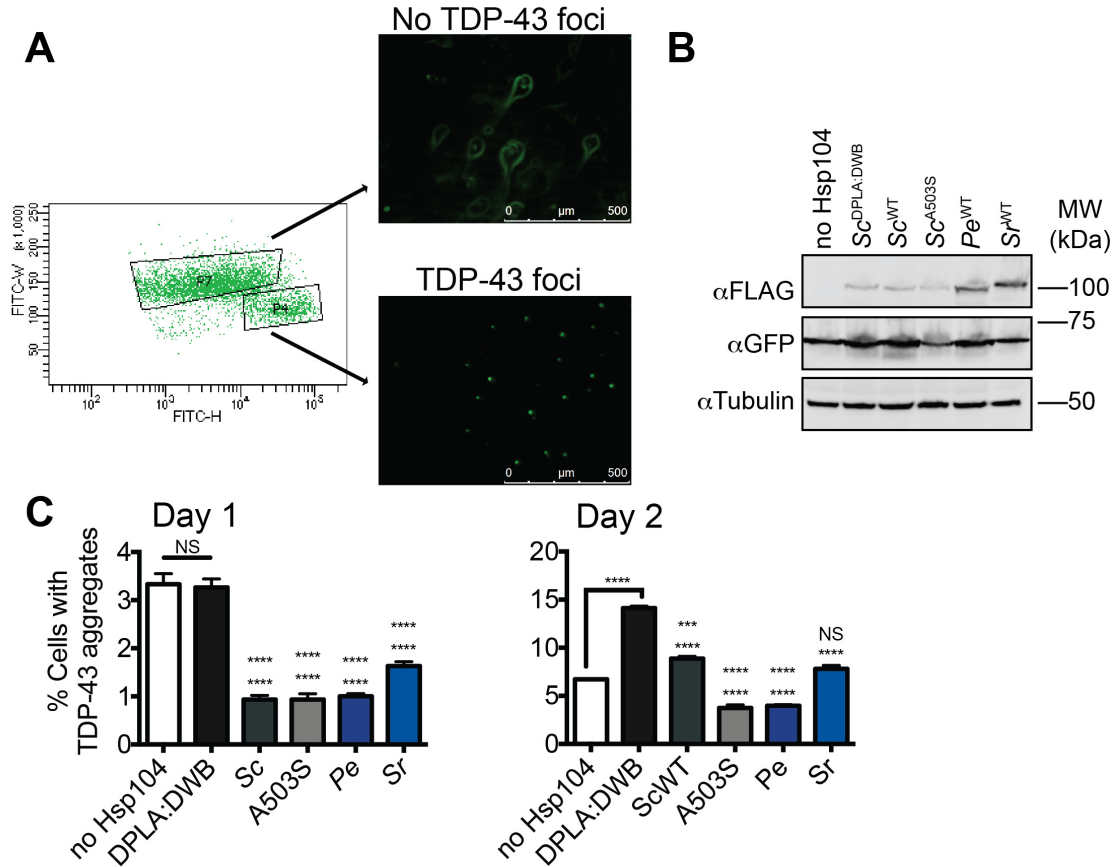 A
No TDP-43 foci
0 µm 500
FITC-W (x 1,000)
250
200
150
100
50
P7
P4
10² 10³ 10⁴ 10⁵
FITC-H
TDP-43 foci
0 µm 500
B
no Hsp104
Sc^DPLA:DWB
Sc^WT
Sc^A503S
Pe^WT
Sr^WT
MW
(kDa)
αFLAG
100
75
αGFP
αTubulin
50
C
Day 1
% Cells with
TDP-43 aggregates
4
3
2
1
0
NS
**** **** **** ****
**** **** **** ****
no Hsp104
DPLA:DWB
Sc
A503S
Pe
Sr
Day 2
20
15
10
5
0
****
*** **** **** NS
**** **** **** ****
no Hsp104
DPLA:DWB
ScWT
A503S
Pe
Sr